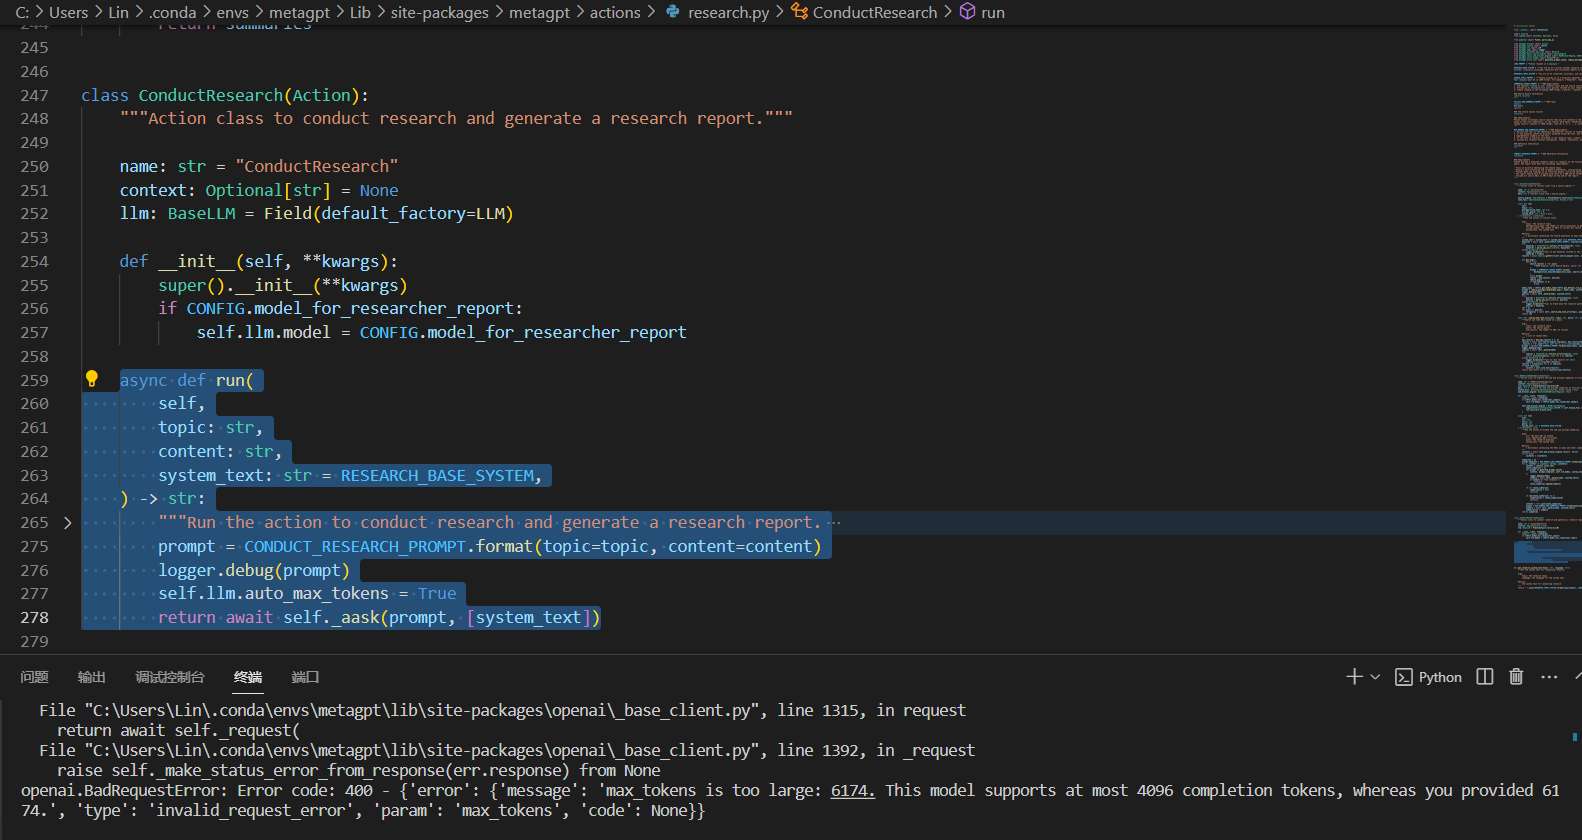 C: > Users > Lin > .conda > envs > metagpt > Lib > site-packages > metagpt > actions > research.py > ConductResearch > run
244 return summaries
245
246
247 class ConductResearch(Action):
248 """Action class to conduct research and generate a research report."""
249
250 name: str = "ConductResearch"
251 context: Optional[str] = None
252 llm: BaseLLM = Field(default_factory=LLM)
253
254 def __init__(self, **kwargs):
255 super().__init__(**kwargs)
256 if CONFIG.model_for_researcher_report:
257 self.llm.model = CONFIG.model_for_researcher_report
258
259 async def run(
260 self,
261 topic: str,
262 content: str,
263 system_text: str = RESEARCH_BASE_SYSTEM,
264 ) -> str:
265 """Run the action to conduct research and generate a research report. …
275 prompt = CONDUCT_RESEARCH_PROMPT.format(topic=topic, content=content)
276 logger.debug(prompt)
277 self.llm.auto_max_tokens = True
278 return await self._aask(prompt, [system_text])
279
问题 输出 调试控制台 终端 端口 Python
File "C:\Users\Lin\.conda\envs\metagpt\lib\site-packages\openai\_base_client.py", line 1315, in request
return await self._request(
File "C:\Users\Lin\.conda\envs\metagpt\lib\site-packages\openai\_base_client.py", line 1392, in _request
raise self._make_status_error_from_response(err.response) from None
openai.BadRequestError: Error code: 400 - {'error': {'message': 'max_tokens is too large: 6174. This model supports at most 4096 completion tokens, whereas you provided 61
74.', 'type': 'invalid_request_error', 'param': 'max_tokens', 'code': None}}